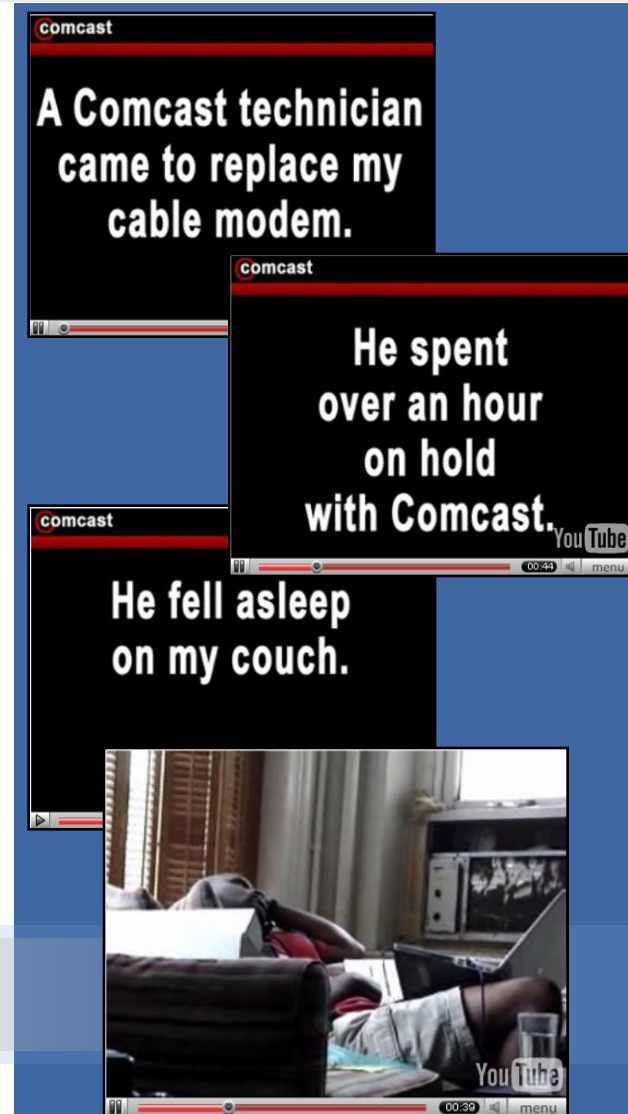 comcast
A Comcast technician
came to replace my
cable modem.
comcast
He spent
over an hour
on hold
with Comcast.
YouTube
00:44 menu
comcast
He fell asleep
on my couch.
YouTube
00:39 menu